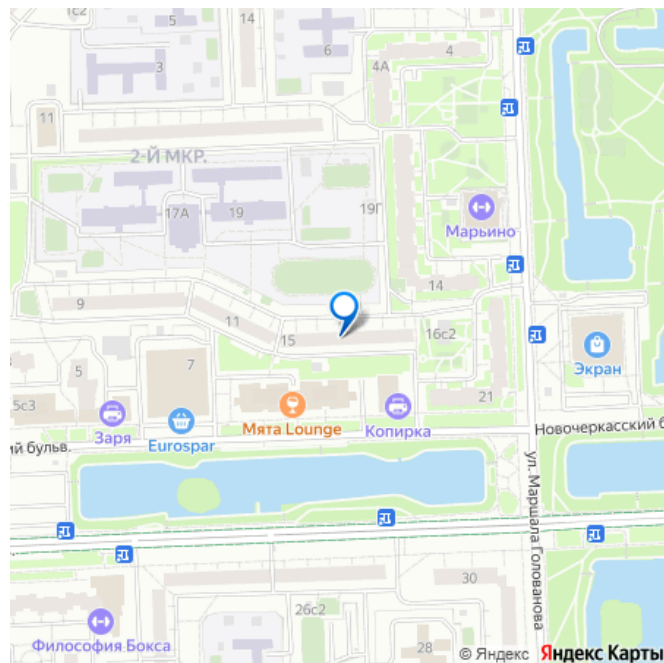 5
14
3
6
4
4А
11
2-Й МКР.
17А
19
19Г
Марьино
14
9
11
15
16с2
7
5
Экран
5с3
21
Заря
Eurospar
Мята Lounge
Копирка
Новочеркасский б
ий бульв.
ул. Маршала Голованова
30
26с2
28
Философия Бокса
© Яндекс Яндекс Карты